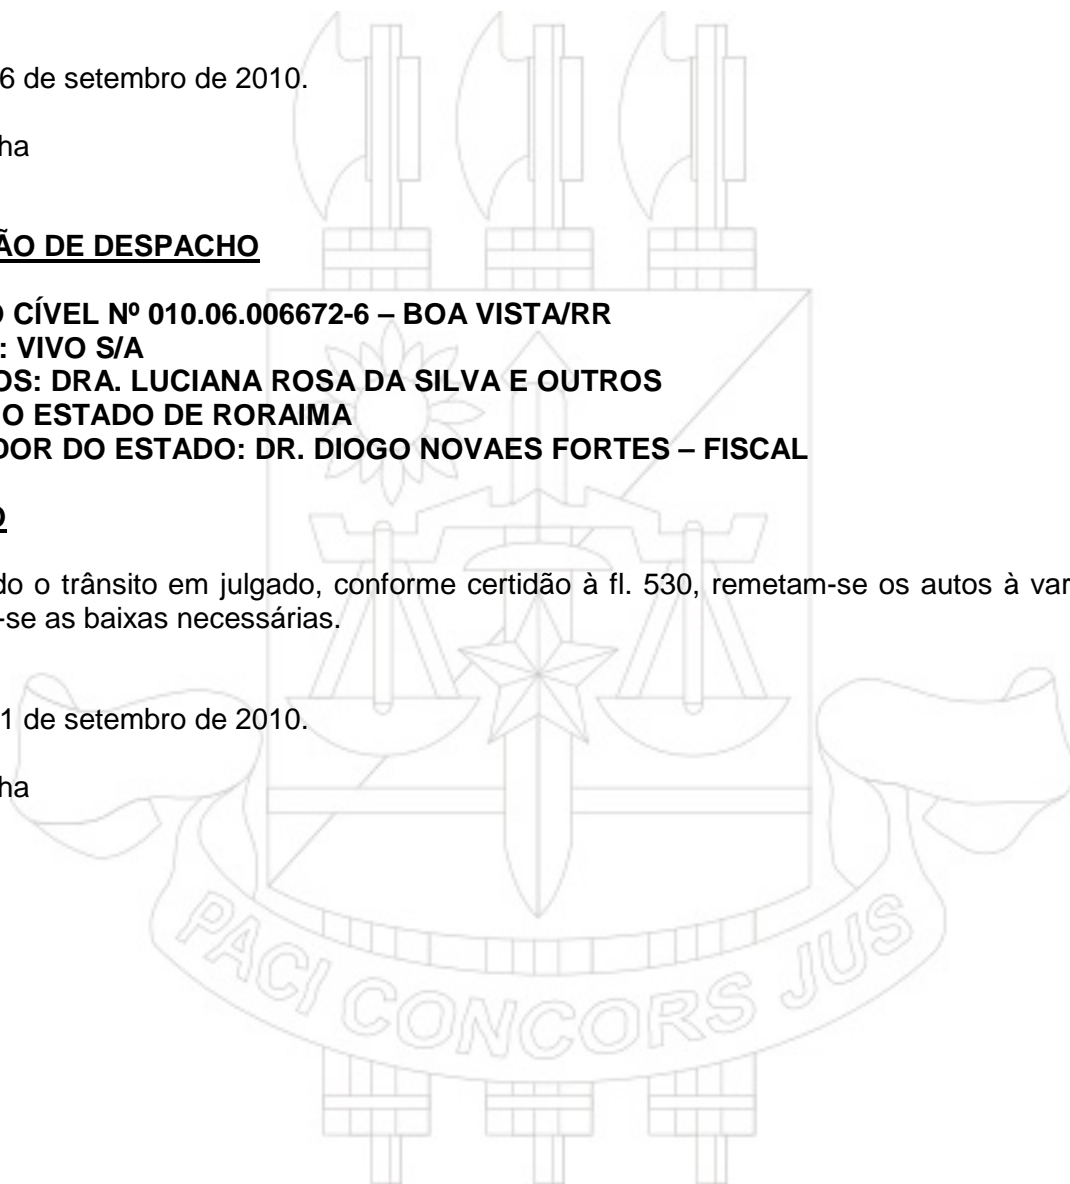 6 de setembro de 2010.
ha
ÃO DE DESPACHO
O CÍVEL Nº 010.06.006672-6 – BOA VISTA/RR
: VIVO S/A
OS: DRA. LUCIANA ROSA DA SILVA E OUTROS
O ESTADO DE RORAIMA
DOR DO ESTADO: DR. DIOGO NOVAES FORTES – FISCAL
O
do o trânsito em julgado, conforme certidão à fl. 530, remetam-se os autos à var
-se as baixas necessárias.
1 de setembro de 2010.
ha
PACI CONCORS JUS